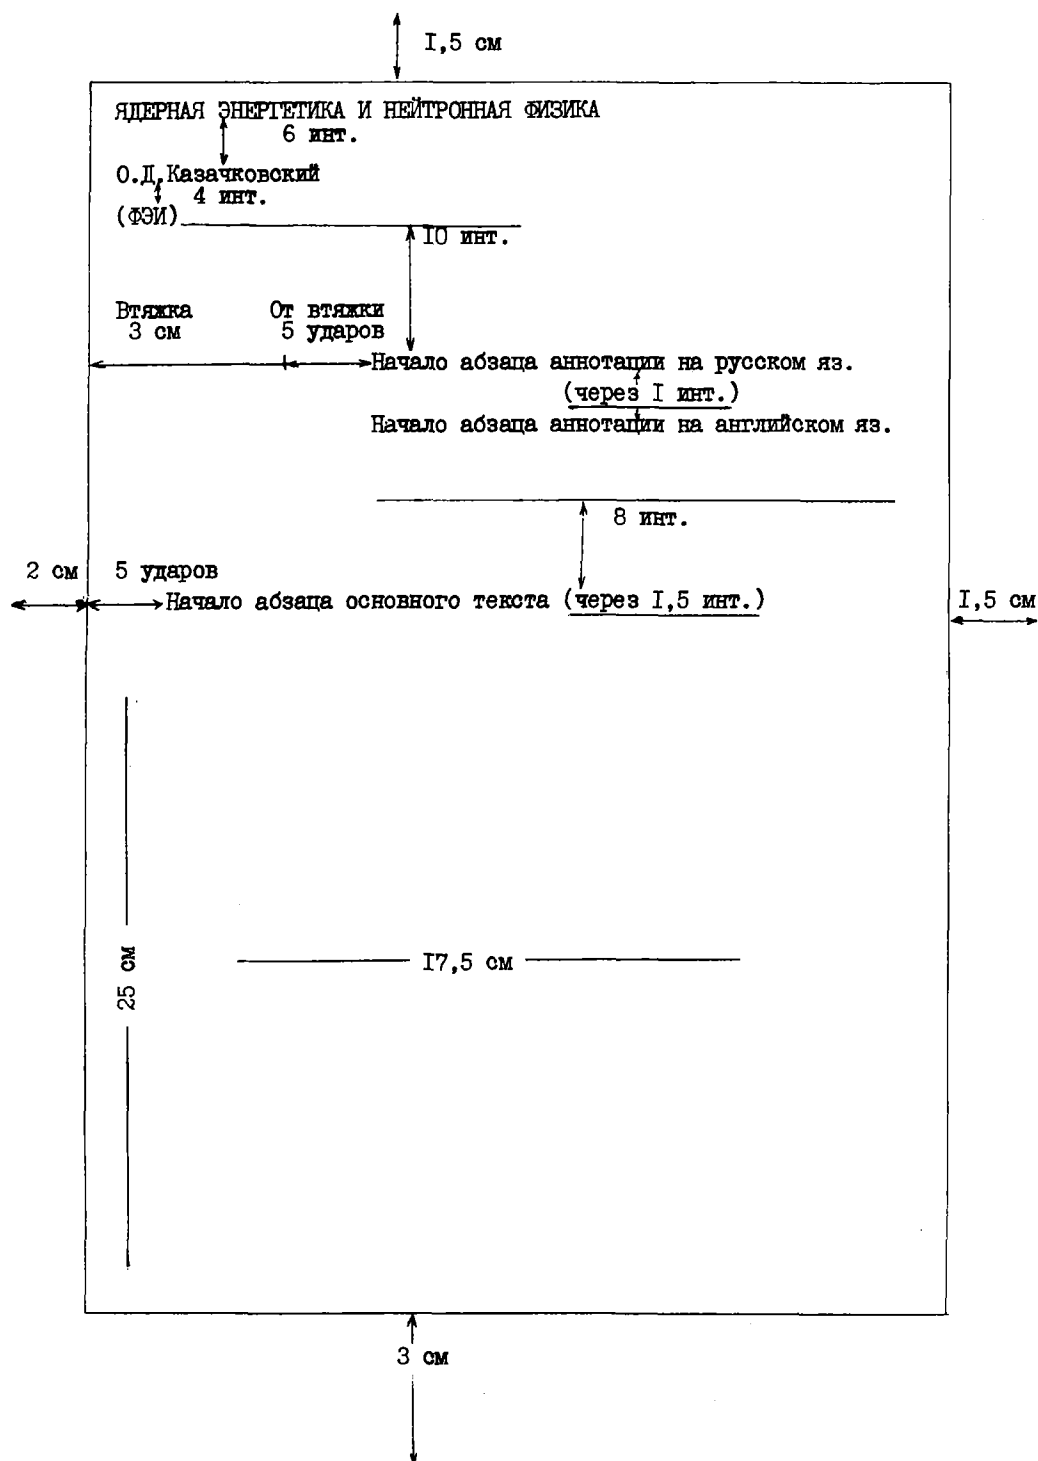 I,5 см
ЯДЕРНАЯ ЭНЕРГЕТИКА И НЕЙТРОННАЯ ФИЗИКА
6 инт.
О.Д.Казачковский
4 инт.
(ФЭИ)
IO инт.
Втяжка От втяжки
3 см 5 ударов
Начало абзаца аннотации на русском яз.
(через I инт.)
Начало абзаца аннотации на английском яз.
8 инт.
2 см 5 ударов
Начало абзаца основного текста (через I,5 инт.) I,5 см
25 см
I7,5 см
3 см